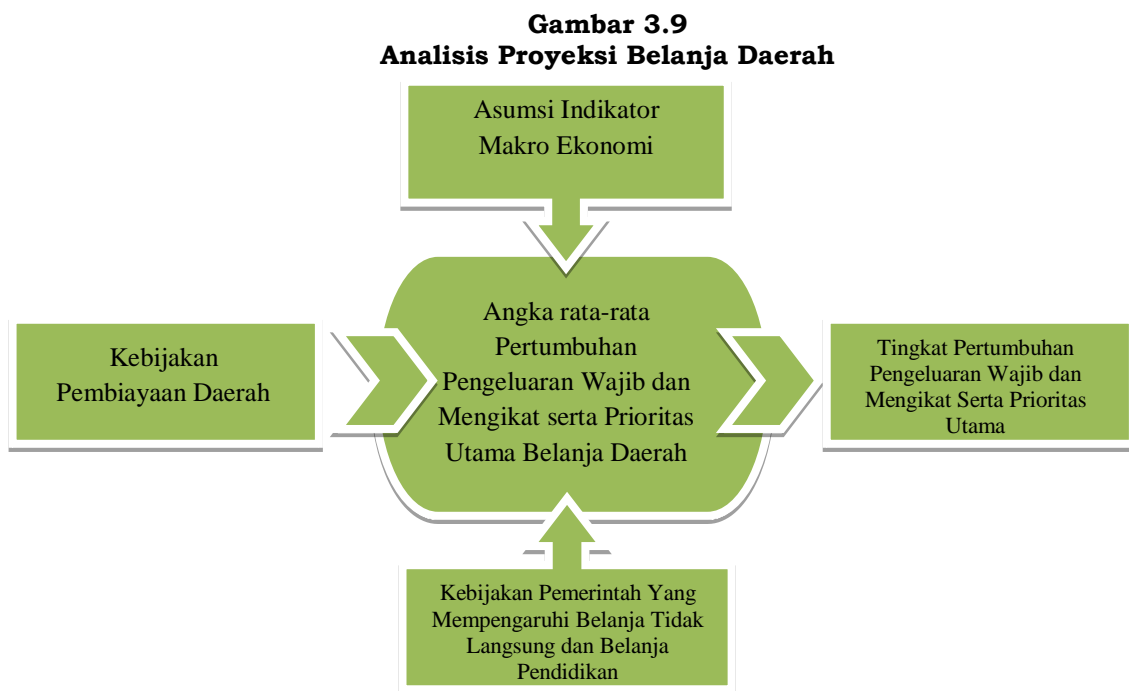 Gambar 3.9
Analisis Proyeksi Belanja Daerah
Asumsi Indikator
Makro Ekonomi
Kebijakan
Pembiayaan Daerah
Angka rata-rata
Pertumbuhan
Pengeluaran Wajib dan
Mengikat serta Prioritas
Utama Belanja Daerah
Tingkat Pertumbuhan
Pengeluaran Wajib dan
Mengikat Serta Prioritas
Utama
Kebijakan Pemerintah Yang
Mempengaruhi Belanja Tidak
Langsung dan Belanja
Pendidikan